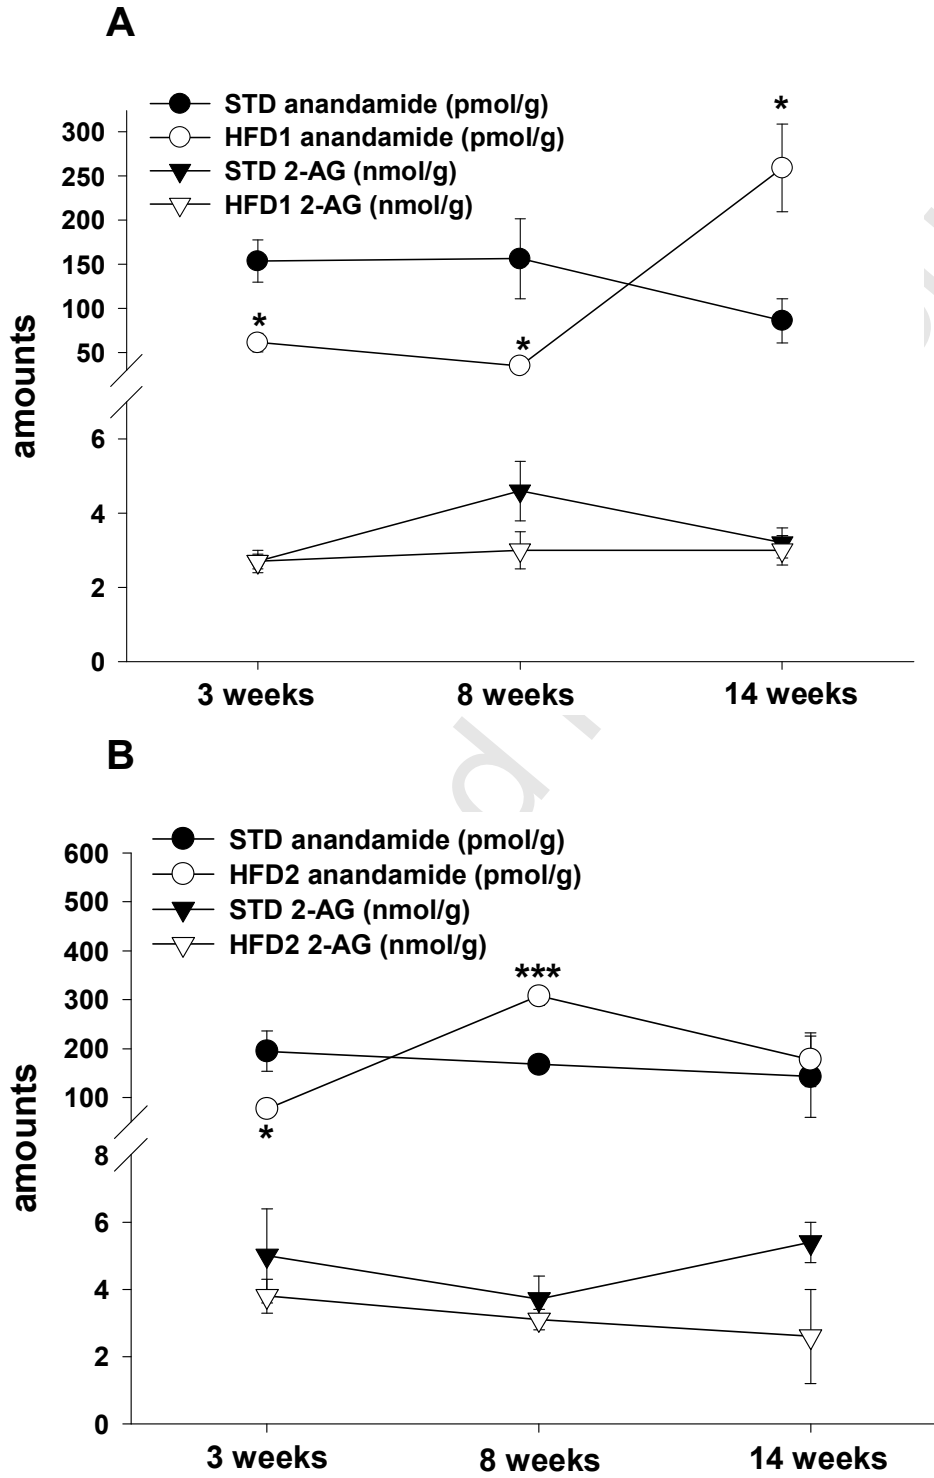 A
STD anandamide (pmol/g)
HFD1 anandamide (pmol/g)
STD 2-AG (nmol/g)
HFD1 2-AG (nmol/g)
300
250
200
150
100
50
6
4
2
0
amounts
*
*
*
3 weeks 8 weeks 14 weeks
B
STD anandamide (pmol/g)
HFD2 anandamide (pmol/g)
STD 2-AG (nmol/g)
HFD2 2-AG (nmol/g)
600
500
400
300
200
100
8
6
4
2
0
amounts
***
*
3 weeks 8 weeks 14 weeks